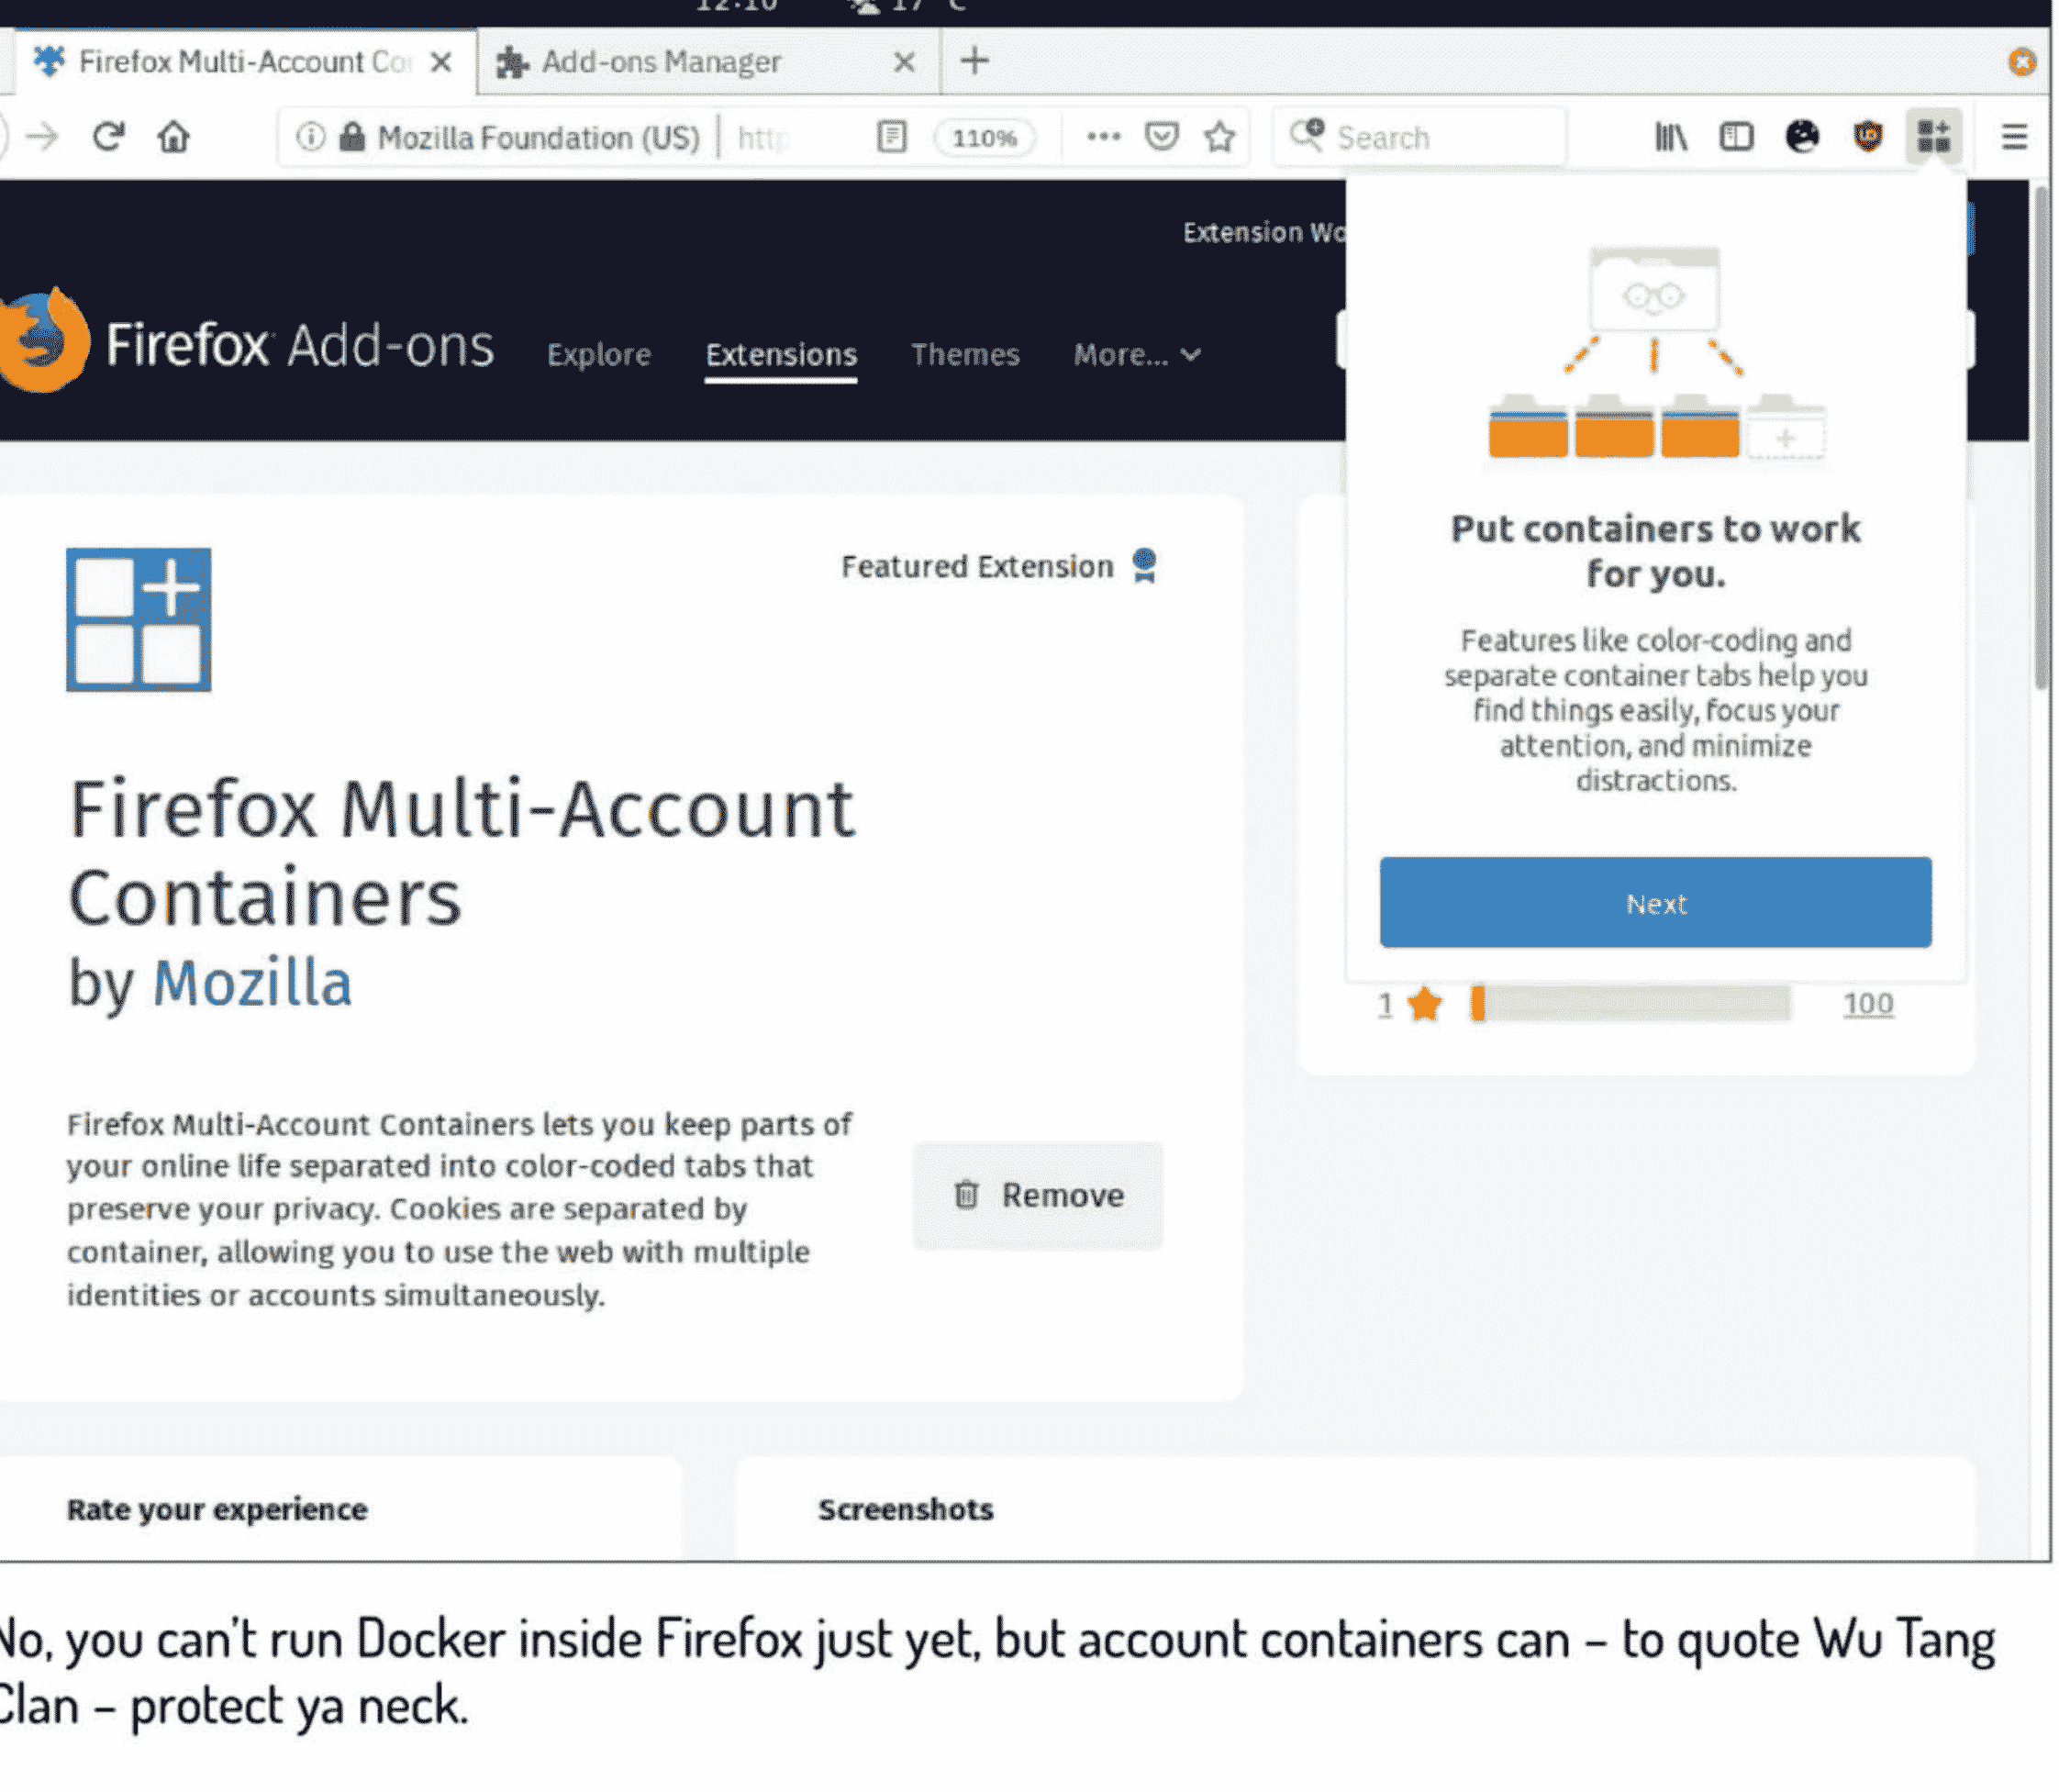 12:10 17 °C
Firefox Multi-Account Co
Add-ons Manager
Mozilla Foundation (US)
http
110%
Search
Extension Wo
Firefox Add-ons
Explore
Extensions
Themes
More...
Featured Extension
Firefox Multi-Account
Containers
by Mozilla
Firefox Multi-Account Containers lets you keep parts of
your online life separated into color-coded tabs that
preserve your privacy. Cookies are separated by
container, allowing you to use the web with multiple
identities or accounts simultaneously.
Remove
Put containers to work
for you.
Features like color-coding and
separate container tabs help you
find things easily, focus your
attention, and minimize
distractions.
Next
1
100
Rate your experience
Screenshots
No, you can't run Docker inside Firefox just yet, but account containers can – to quote Wu Tang
Clan – protect ya neck.